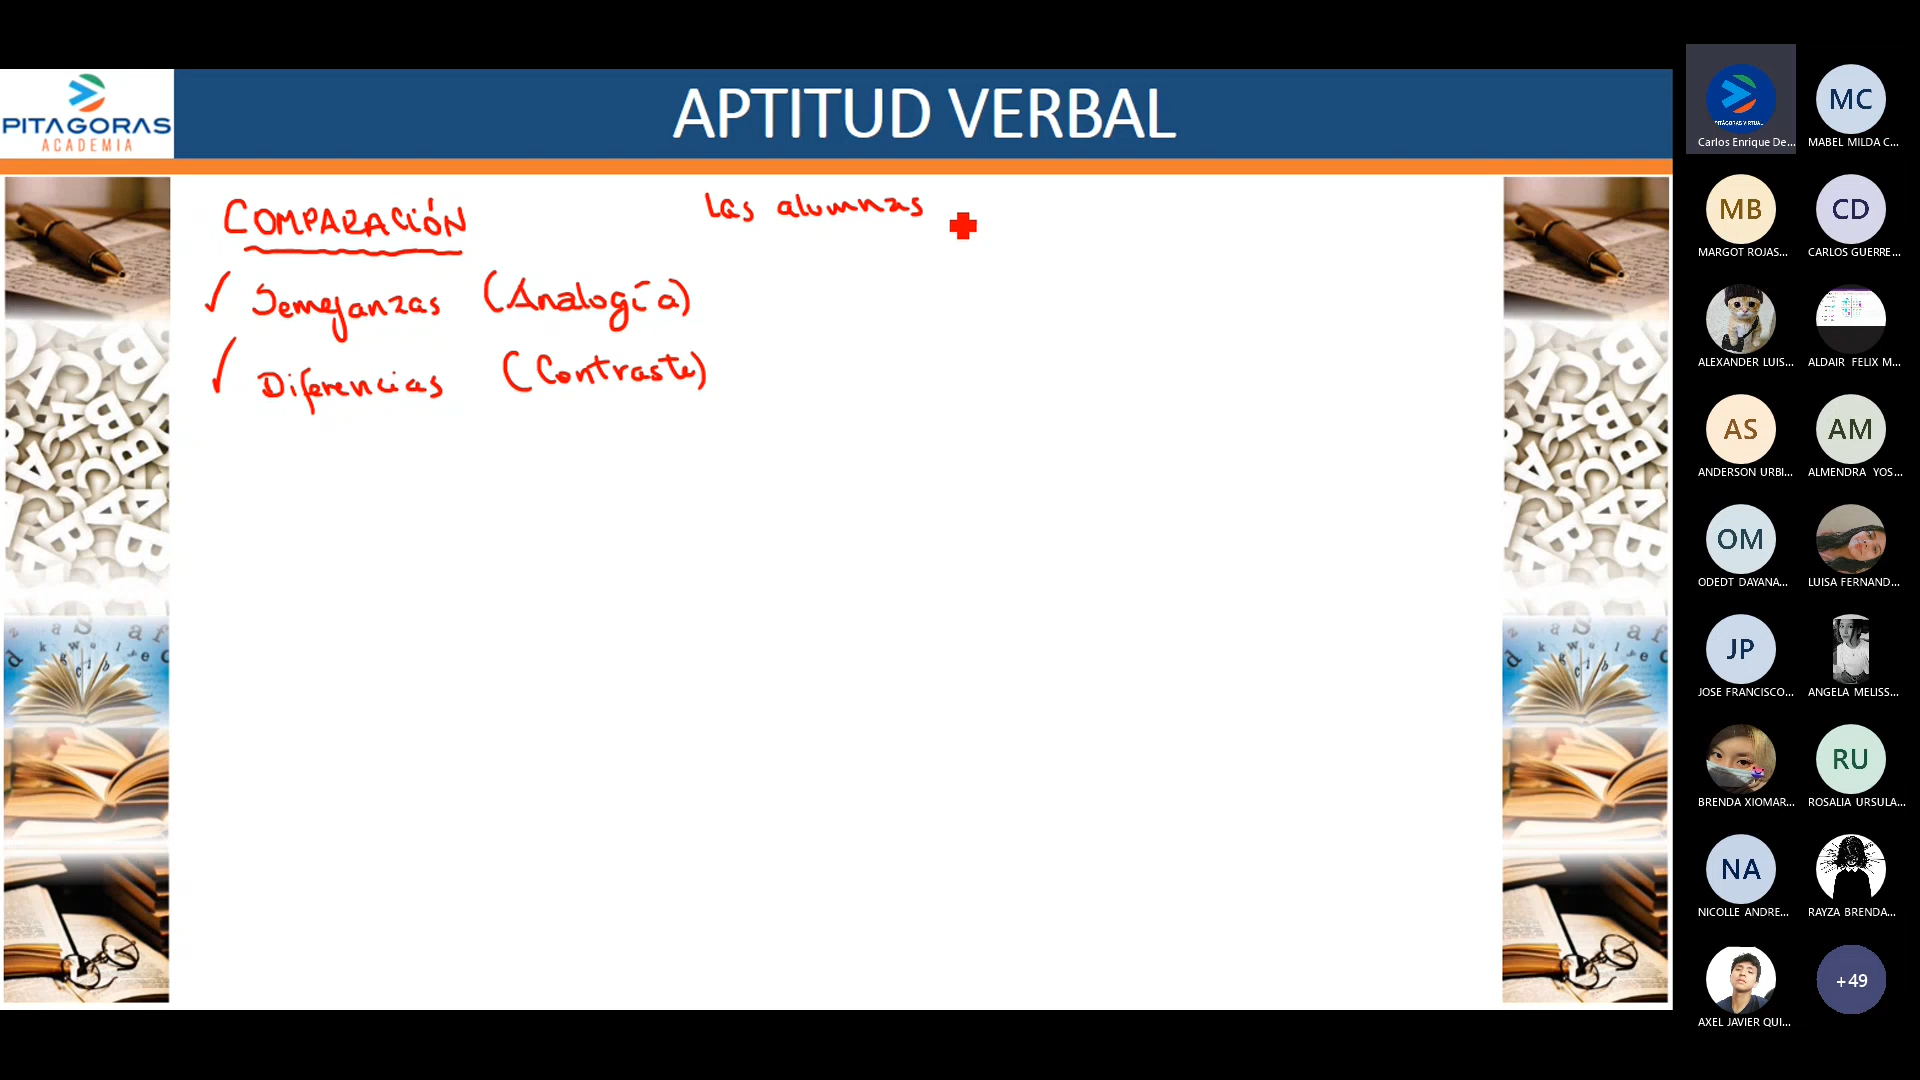 PITAGORAS
ACADEMIA
APTITUD VERBAL
COMPARACIÓN
Las alumnas
✓ Semejanzas (Analogía)
✓ Diferencias (Contraste)
PITÁGORAS VIRTUAL
Carlos Enrique De...
MC
MABEL MILDA C...
MB
MARGOT ROJAS...
CD
CARLOS GUERRE...
ALEXANDER LUIS...
ALDAIR FELIX M...
AS
ANDERSON URBI...
AM
ALMENDRA YOS...
OM
ODEDT DAYANA...
LUISA FERNAND...
JP
JOSE FRANCISCO...
ANGELA MELISS...
BRENDA XIOMAR...
RU
ROSALIA URSULA...
NA
NICOLLE ANDRE...
RAYZA BRENDA...
AXEL JAVIER QUI...
+49